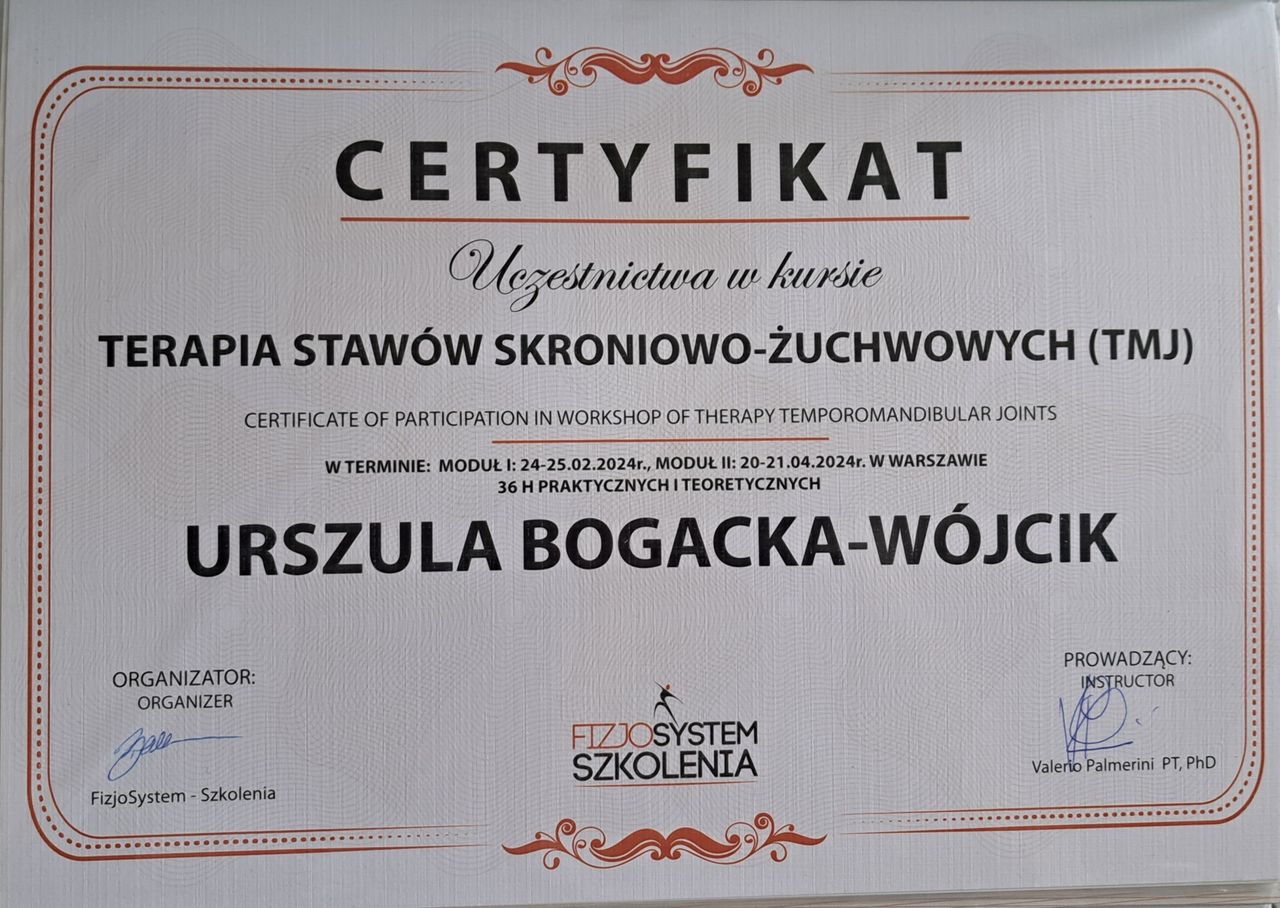 CERTYFIKAT
Uczestnictwa w kursie
TERAPIA STAWÓW SKRONIOWO-ŻUCHWOWYCH (TMJ)
CERTIFICATE OF PARTICIPATION IN WORKSHOP OF THERAPY TEMPOROMANDIBULAR JOINTS
W TERMINIE: MODUŁ I: 24-25.02.2024r., MODUŁ II: 20-21.04.2024r. W WARSZAWIE
36 H PRAKTYCZNYCH I TEORETYCZNYCH
URSZULA BOGACKA-WÓJCIK
ORGANIZATOR:
ORGANIZER
FizjoSystem - Szkolenia
FIZJOSYSTEM
SZKOLENIA
PROWADZĄCY:
INSTRUCTOR
Valerio Palmerini PT, PhD